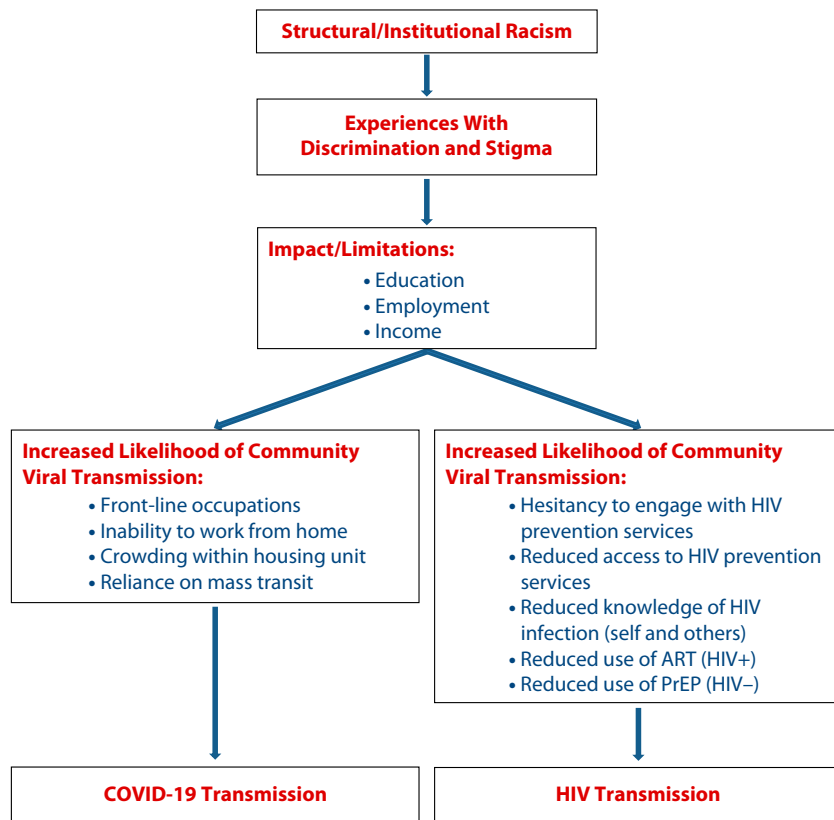 Structural/Institutional Racism
Experiences With
Discrimination and Stigma
Impact/Limitations:
• Education
• Employment
• Income
Increased Likelihood of Community
Viral Transmission:
• Front-line occupations
• Inability to work from home
• Crowding within housing unit
• Reliance on mass transit
Increased Likelihood of Community
Viral Transmission:
• Hesitancy to engage with HIV
prevention services
• Reduced access to HIV prevention
services
• Reduced knowledge of HIV
infection (self and others)
• Reduced use of ART (HIV+)
• Reduced use of PrEP (HIV–)
COVID-19 Transmission
HIV Transmission